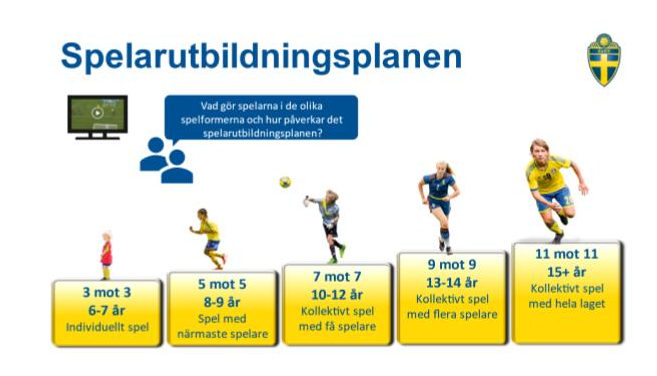 Spelarutbildningsplanen
Vad gör spelarna i de olika
spelformerna och hur påverkar det
spelarutbildningsplanen?
3 mot 3
6-7 år
Individuellt spel
5 mot 5
8-9 år
Spel med
närmaste spelare
7 mot 7
10-12 år
Kollektivt spel
med få spelare
9 mot 9
13-14 år
Kollektivt spel
med flera spelare
11 mot 11
15+ år
Kollektivt spel
med hela laget